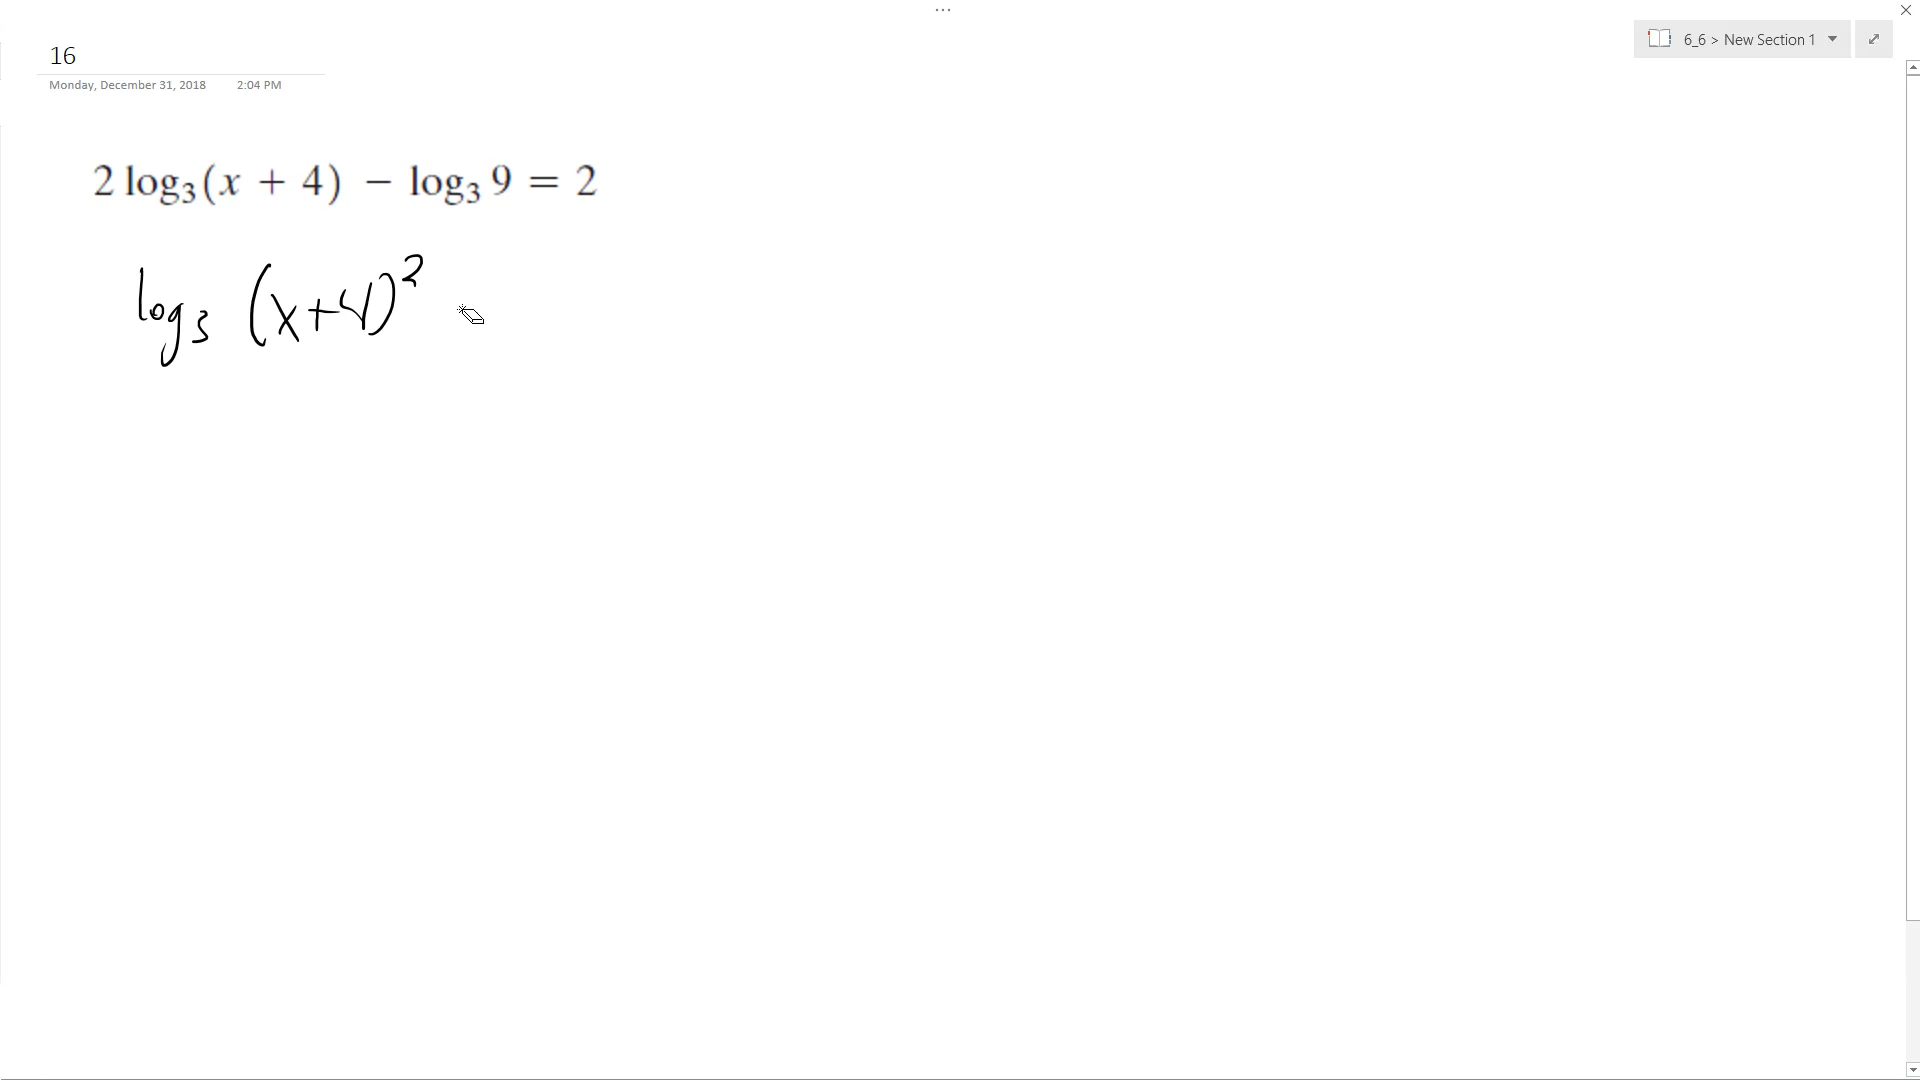 16
Monday, December 31, 2018 2:04 PM
6_6 > New Section 1
2 log₃(x + 4) − log₃ 9 = 2
log₃ (x+4)²